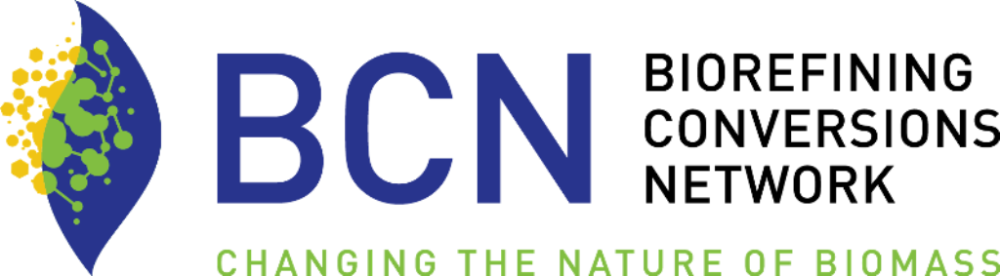 BCN
BIOREFINING
CONVERSIONS
NETWORK
CHANGING THE NATURE OF BIOMASS